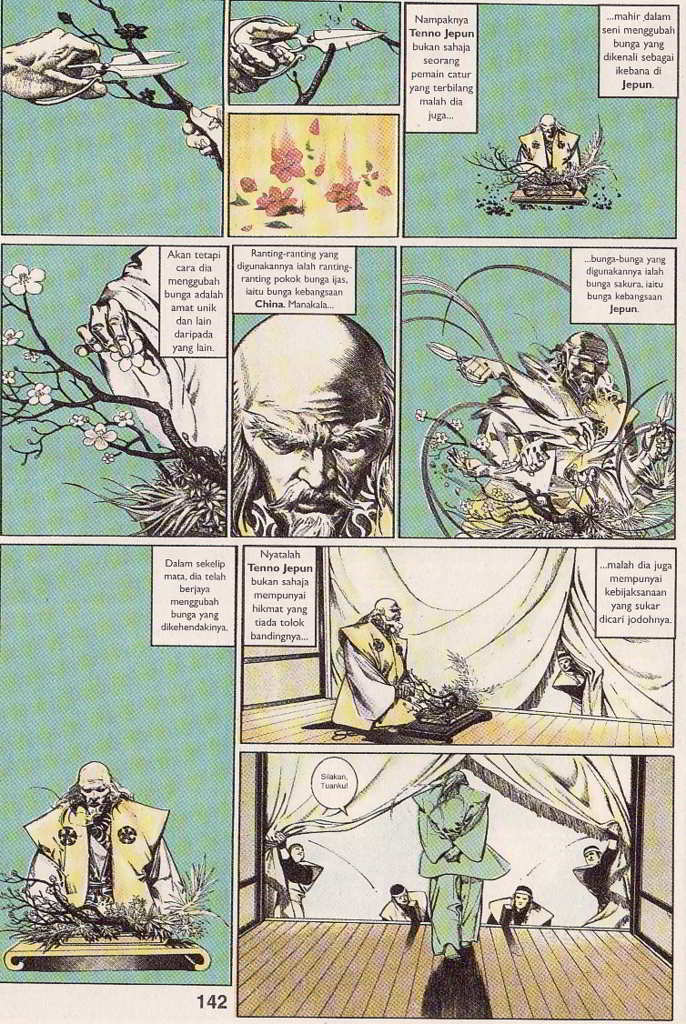 Nampaknya
Tenno Jepun
bukan sahaja
seorang
pemain catur
yang terbilang
malah dia
juga...
...mahir dalam
seni menggubah
bunga yang
dikenali sebagai
ikebana di
Jepun.
Akan tetapi
cara dia
menggubah
bunga adalah
amat unik
dan lain
daripada
yang lain.
Ranting-ranting yang
digunakannya ialah ranting-
ranting pokok bunga ijas,
iaitu bunga kebangsaan
China. Manakala...
...bunga-bunga yang
digunakannya ialah
bunga sakura, iaitu
bunga kebangsaan
Jepun.
Dalam sekelip
mata, dia telah
berjaya
menggubah
bunga yang
dikehendakinya.
Nyatalah
Tenno Jepun
bukan sahaja
mempunyai
hikmat yang
tiada tolok
bandingnya...
...malah dia juga
mempunyai
kebijaksanaan
yang sukar
dicari jodohnya.
Silakan,
Tuanku!
142